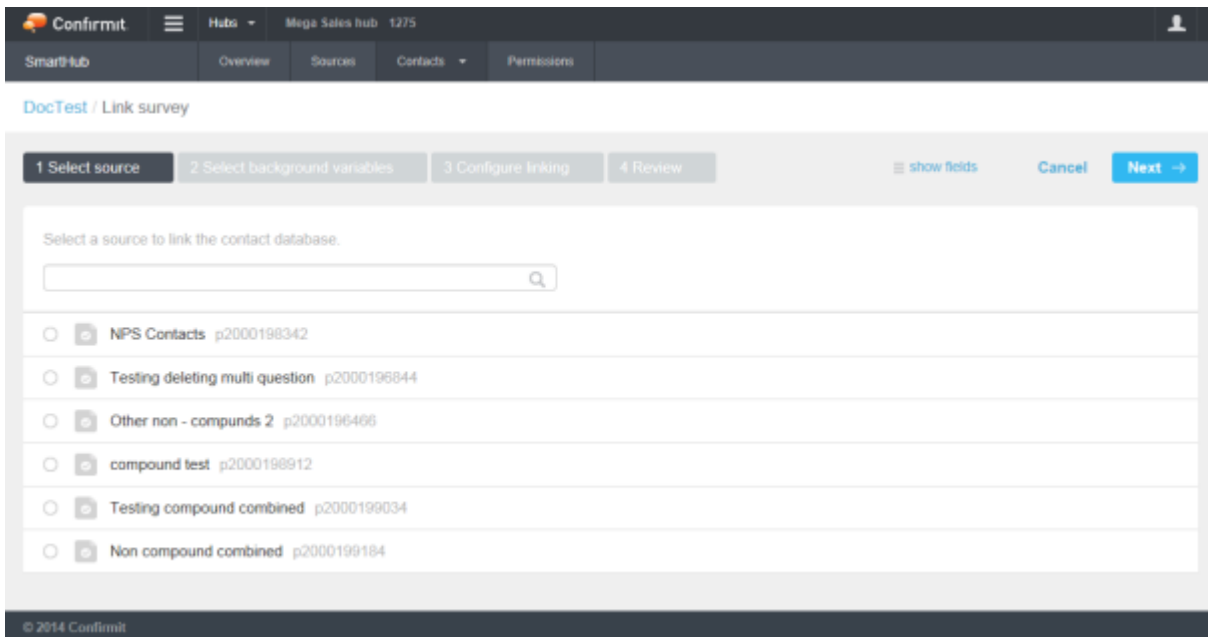 Confirmit. Hubs Mega Sales hub 1275
SmartHub Overview Sources Contacts Permissions
DocTest / Link survey
1 Select source 2 Select background variables 3 Configure linking 4 Review show fields Cancel Next →
Select a source to link the contact database.
NPS Contacts p2000198342
Testing deleting multi question p2000196844
Other non - compunds 2 p2000196466
compound test p2000198912
Testing compound combined p2000199034
Non compound combined p2000199184
© 2014 Confirmit